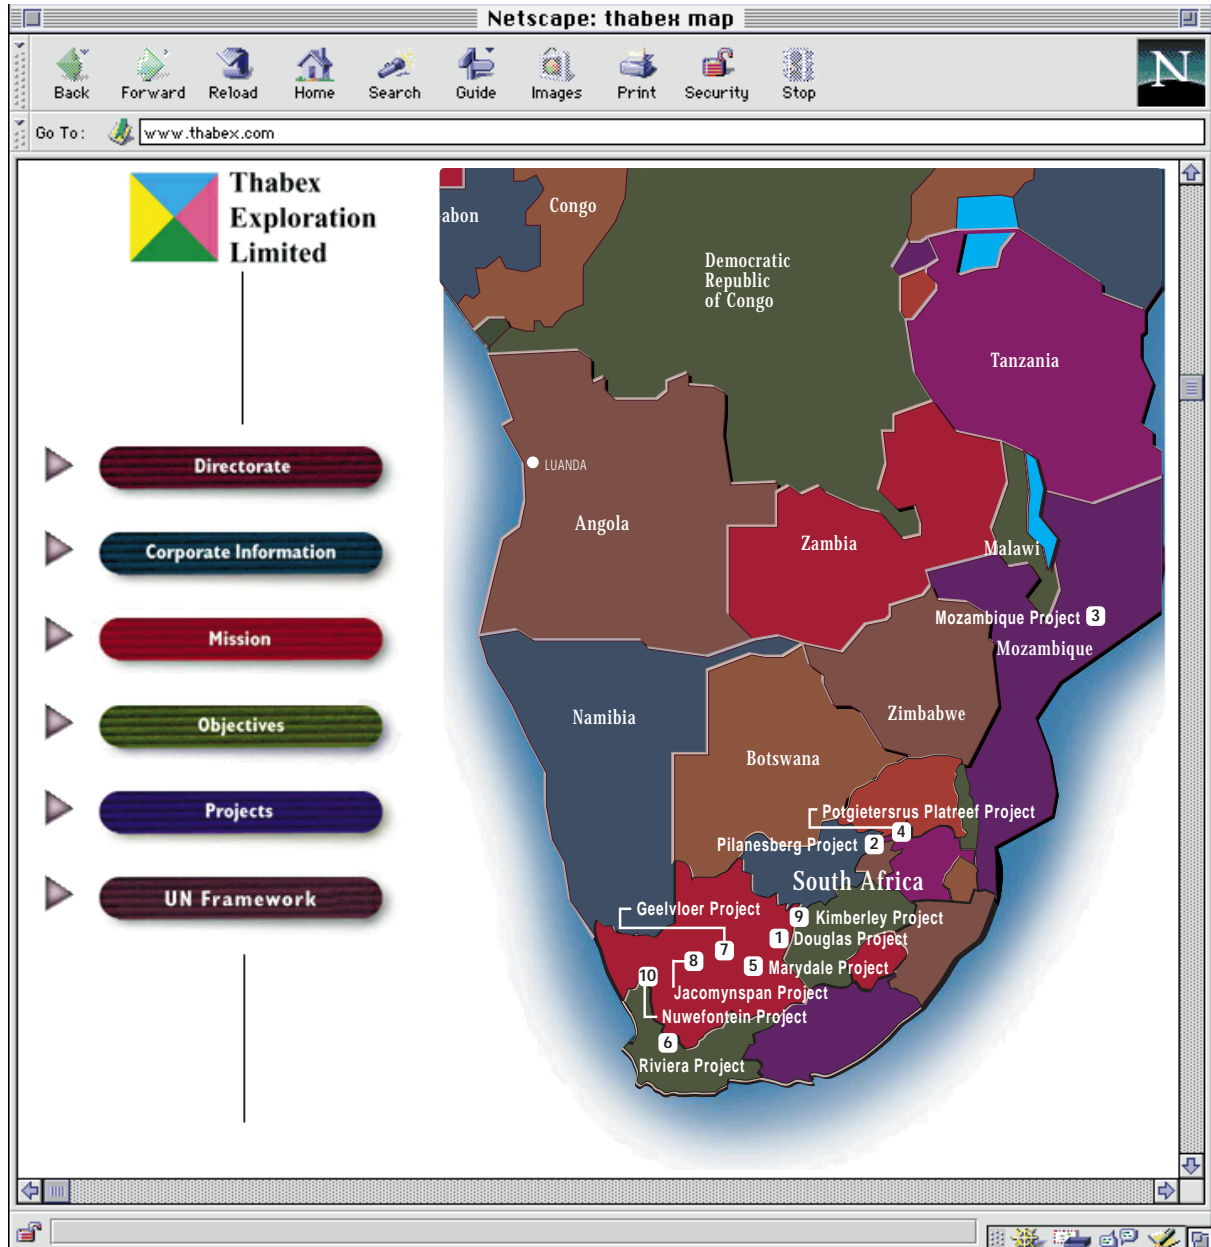 Netscape: thabex map
Back Forward Reload Home Search Guide Images Print Security Stop
N
Go To: www.thabex.com
Thabex
Exploration
Limited
Directorate
Corporate Information
Mission
Objectives
Projects
UN Framework
abon
Congo
Democratic
Republic
of Congo
Tanzania
LUANDA
Angola
Zambia
Malawi
Mozambique Project 3
Mozambique
Namibia
Zimbabwe
Botswana
Potgietersrus Platreef Project
4
Pilanesberg Project 2
South Africa
Geelvloer Project
9 Kimberley Project
1 Douglas Project
7
8
5 Marydale Project
10
Jacomynspan Project
Nuwefontein Project
6
Riviera Project